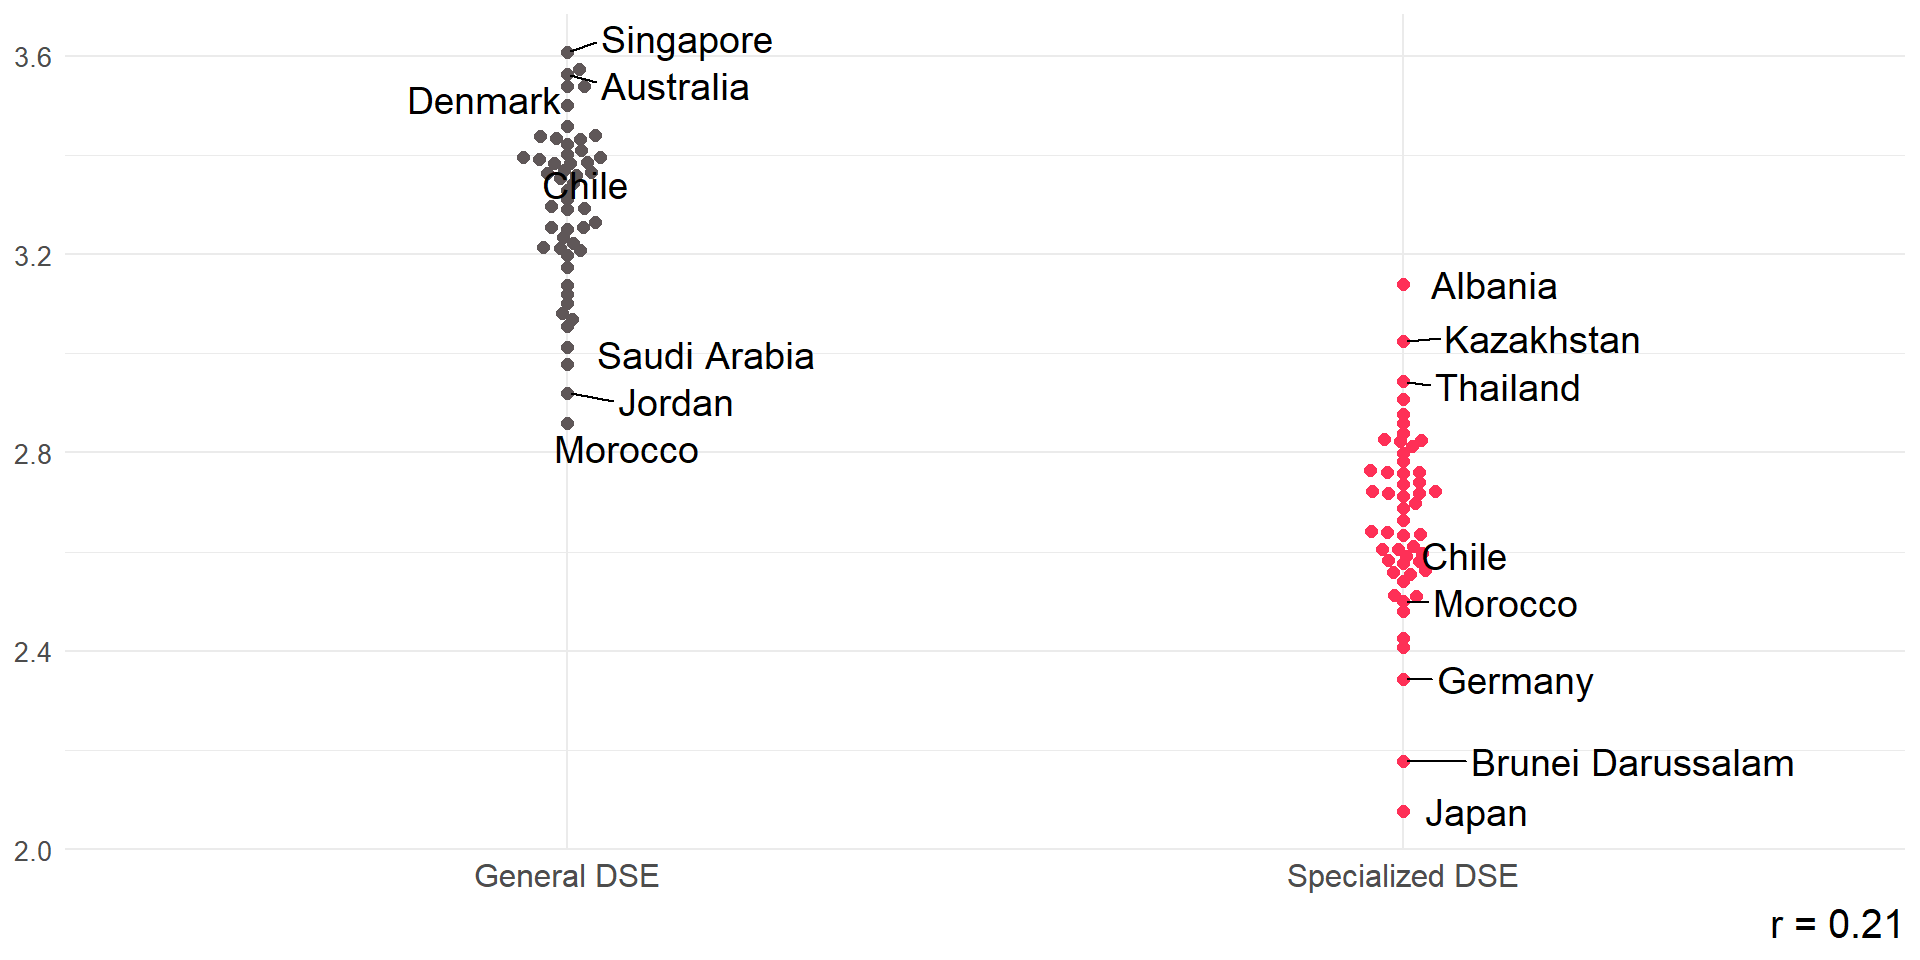 3.6
3.2
2.8
2.4
2.0
Singapore
Australia
Denmark
Chile
Saudi Arabia
Jordan
Morocco
Albania
Kazakhstan
Thailand
Chile
Morocco
Germany
Brunei Darussalam
Japan
General DSE
Specialized DSE
r = 0.21